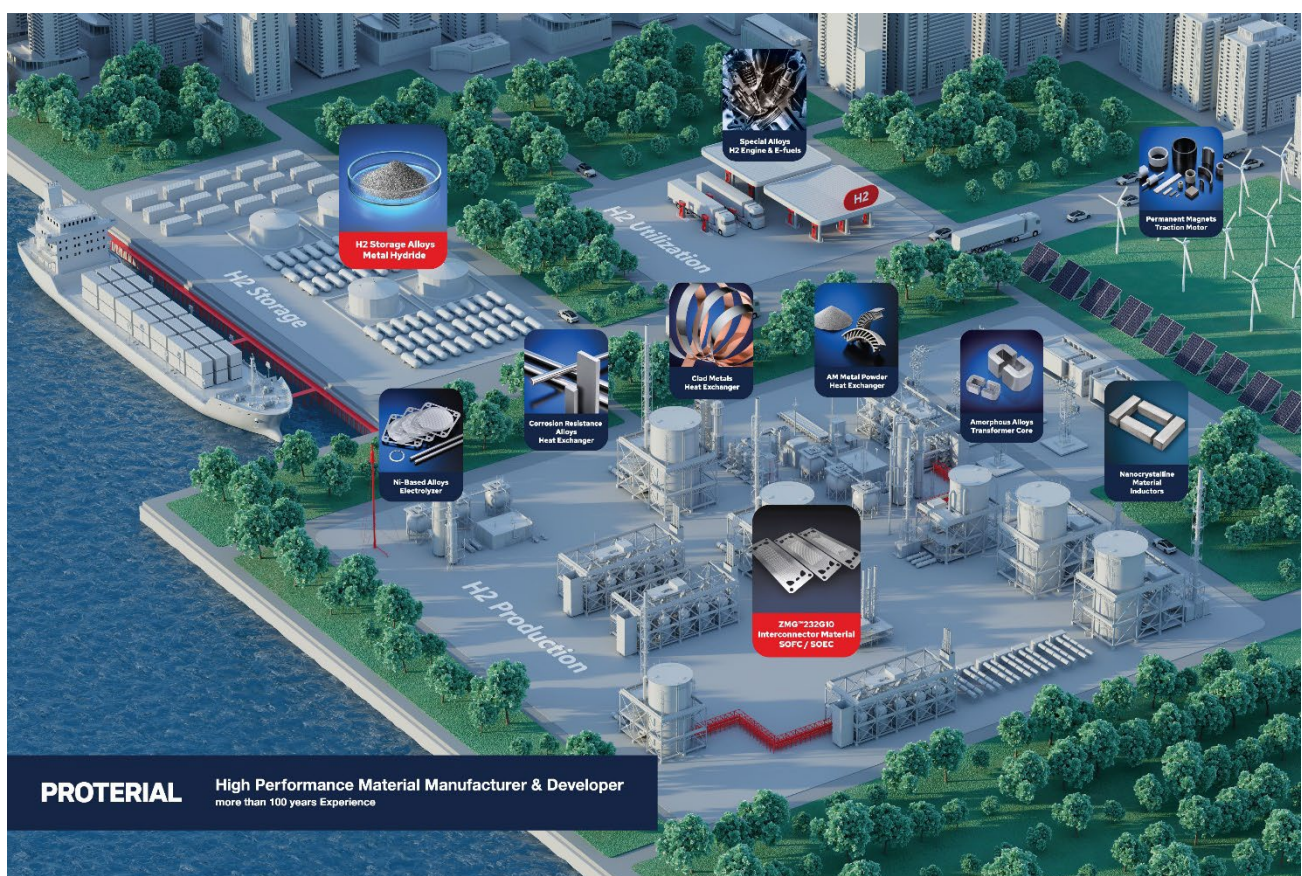 Special Alloys
H2 Engine & E-fuels
H2
Permanent Magnets
Traction Motor
H2 Storage Alloys
Metal Hydride
H2 Utilization
H2 Storage
Clad Metals
Heat Exchanger
AM Metal Powder
Heat Exchanger
Corrosion Resistance
Alloys
Heat Exchanger
Amorphous Alloys
Transformer Core
Ni-Based Alloys
Electrolyzer
Nanocrystalline
Material
Inductors
H2 Production
ZMG™232G10
Interconnector Material
SOFC / SOEC
PROTERIAL
High Performance Material Manufacturer & Developer
more than 100 years Experience